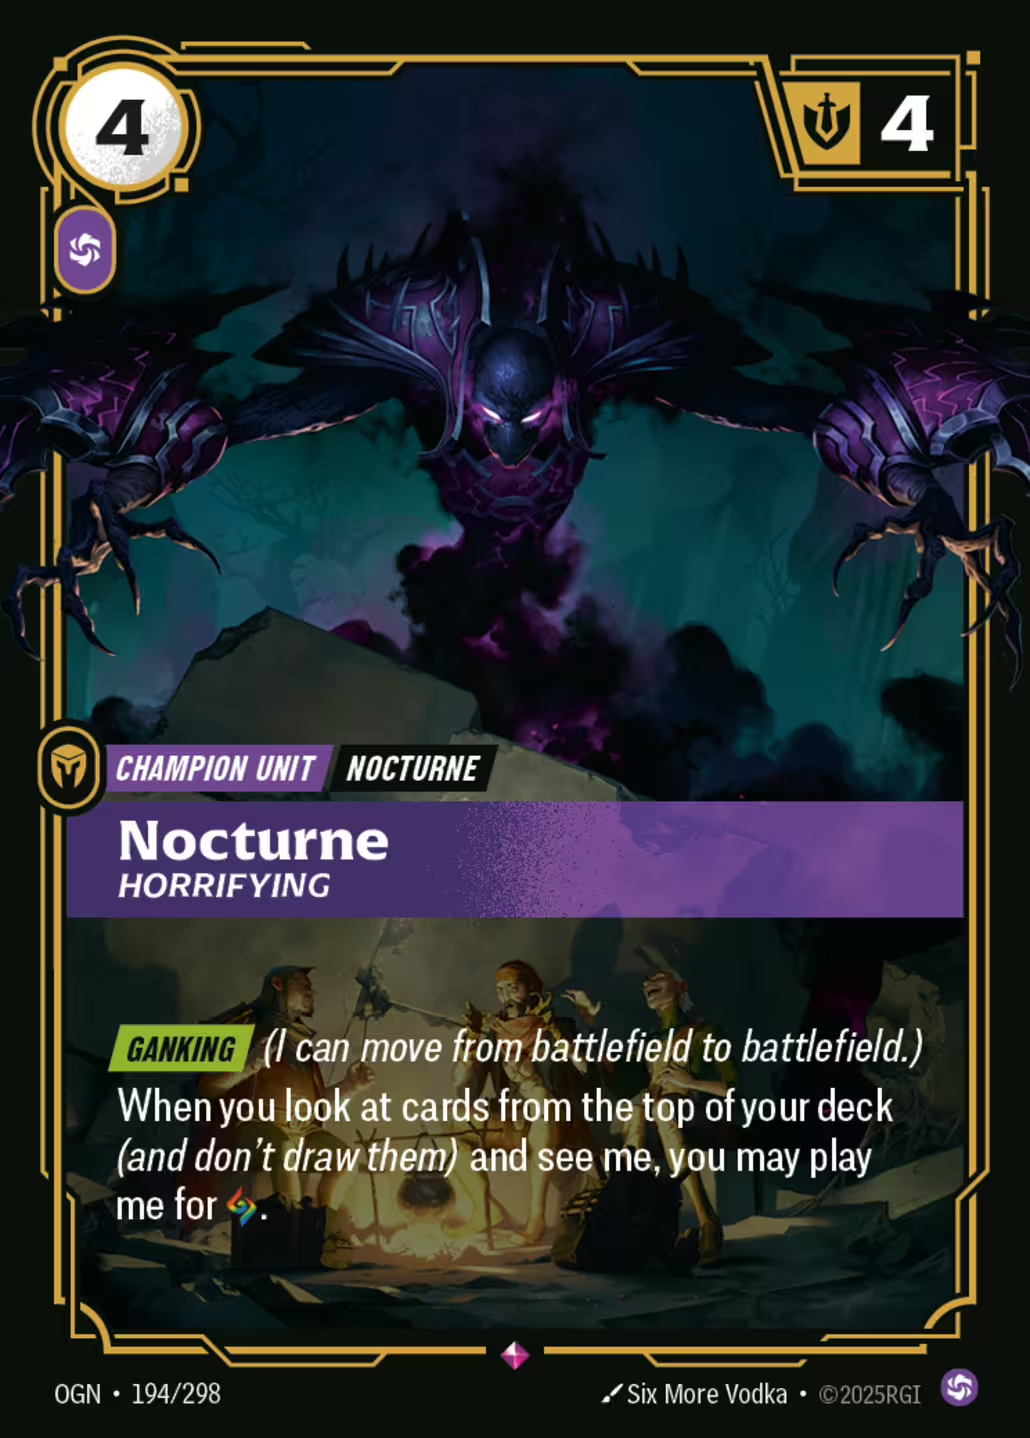 4
4
CHAMPION UNIT NOCTURNE
Nocturne
HORRIFYING
GANKING (I can move from battlefield to battlefield.)
When you look at cards from the top of your deck
(and don't draw them) and see me, you may play
me for .
OGN • 194/298 Six More Vodka • ©2025RGI